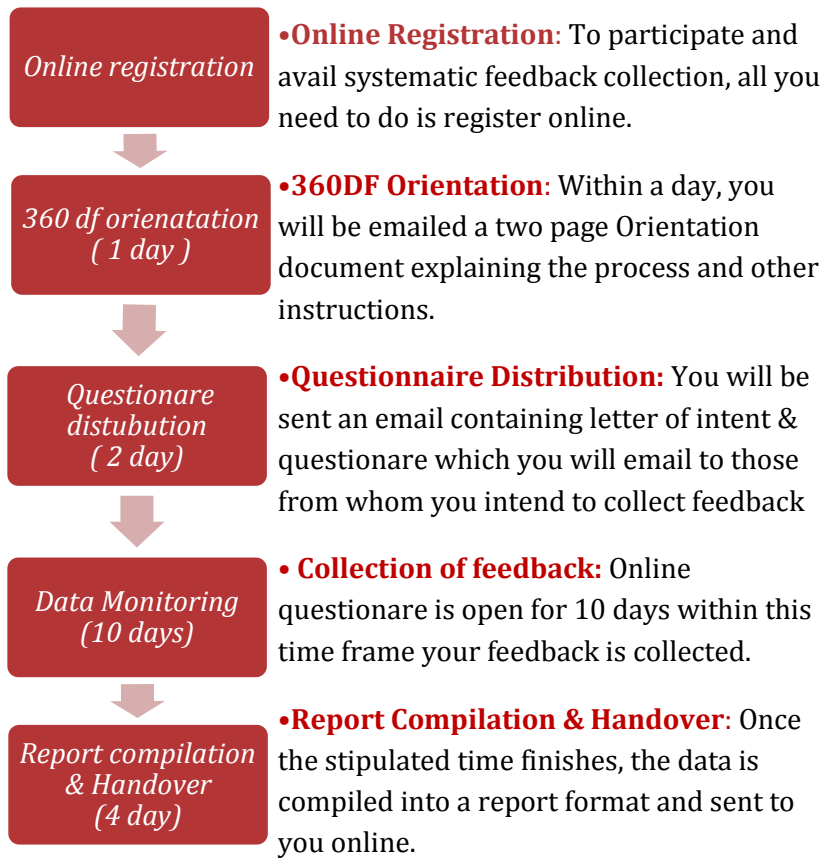 Online registration
•Online Registration: To participate and
avail systematic feedback collection, all you
need to do is register online.
360 df orienatation
( 1 day )
•360DF Orientation: Within a day, you
will be emailed a two page Orientation
document explaining the process and other
instructions.
Questionare
distubution
( 2 day)
•Questionnaire Distribution: You will be
sent an email containing letter of intent &
questionare which you will email to those
from whom you intend to collect feedback
Data Monitoring
(10 days)
• Collection of feedback: Online
questionare is open for 10 days within this
time frame your feedback is collected.
Report compilation
& Handover
(4 day)
•Report Compilation & Handover: Once
the stipulated time finishes, the data is
compiled into a report format and sent to
you online.